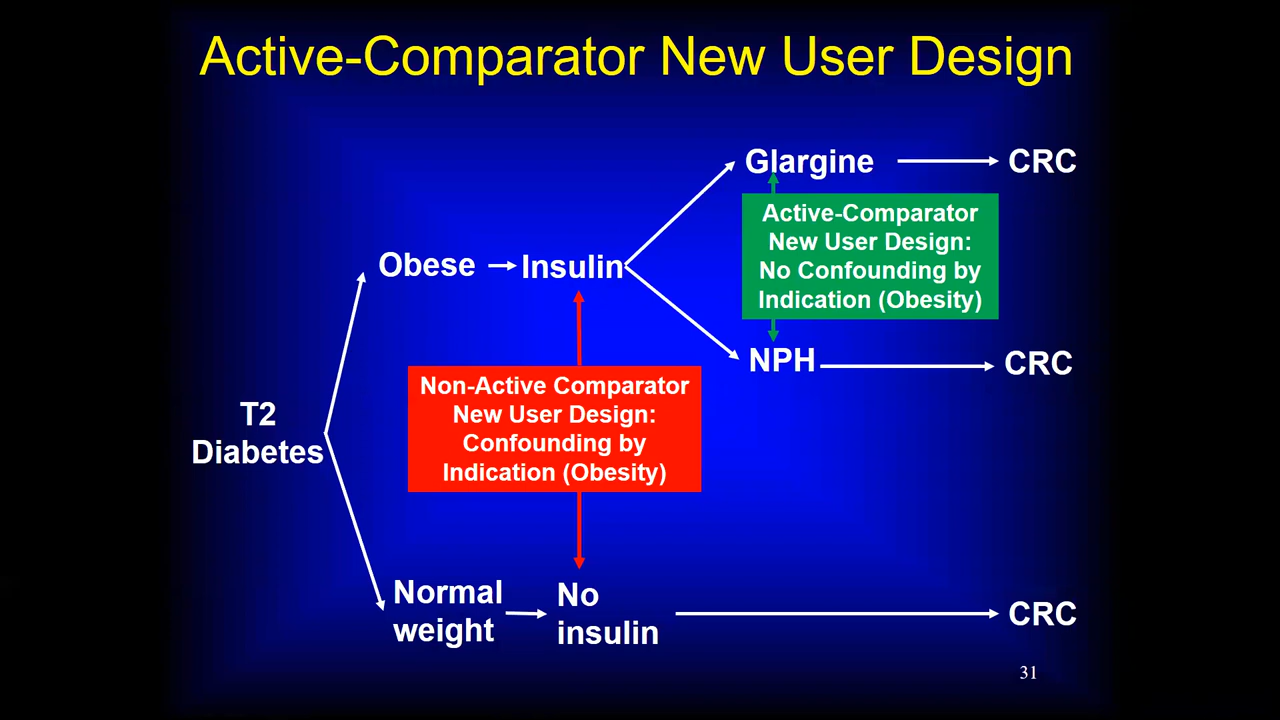 Active-Comparator New User Design
Glargine
CRC
Active-Comparator
New User Design:
No Confounding by
Indication (Obesity)
Obese
Insulin
NPH
CRC
Non-Active Comparator
New User Design:
Confounding by
Indication (Obesity)
T2
Diabetes
Normal
weight
No
insulin
CRC
31